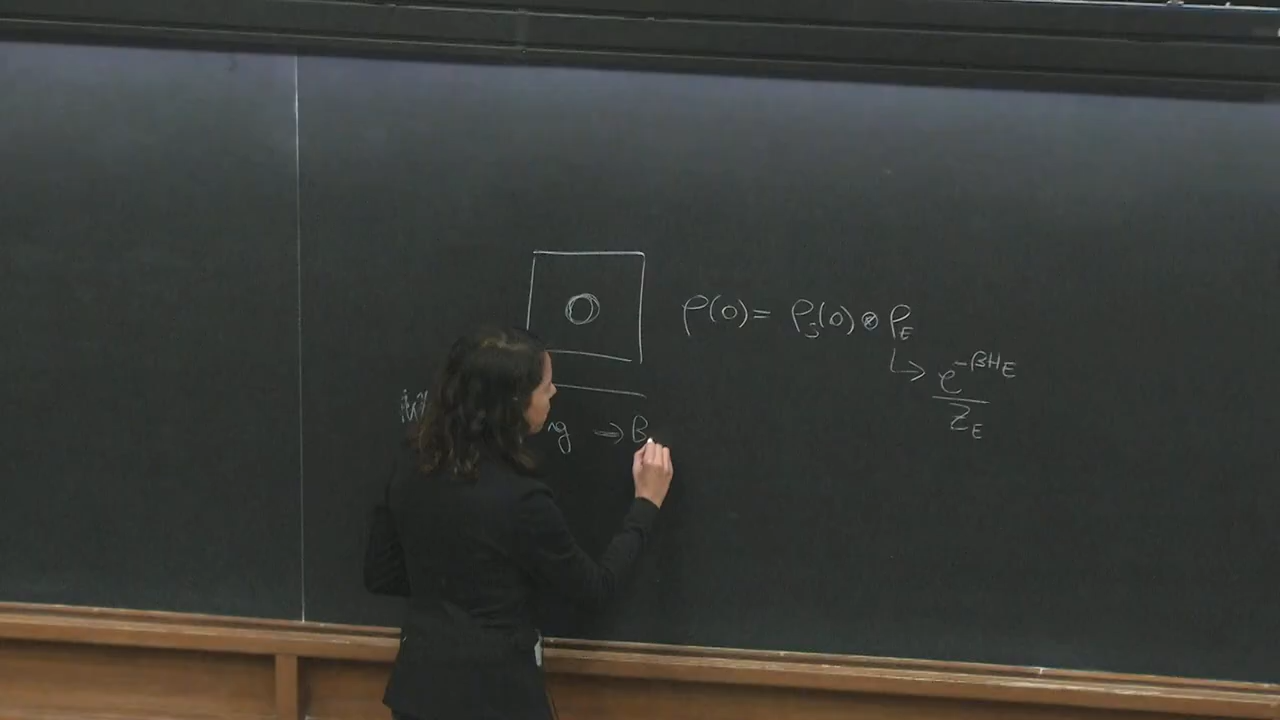 ρ(0) = ρ_S(0) ⊗ ρ_E
↳ e^{-βH_E} / Z_E
→ B